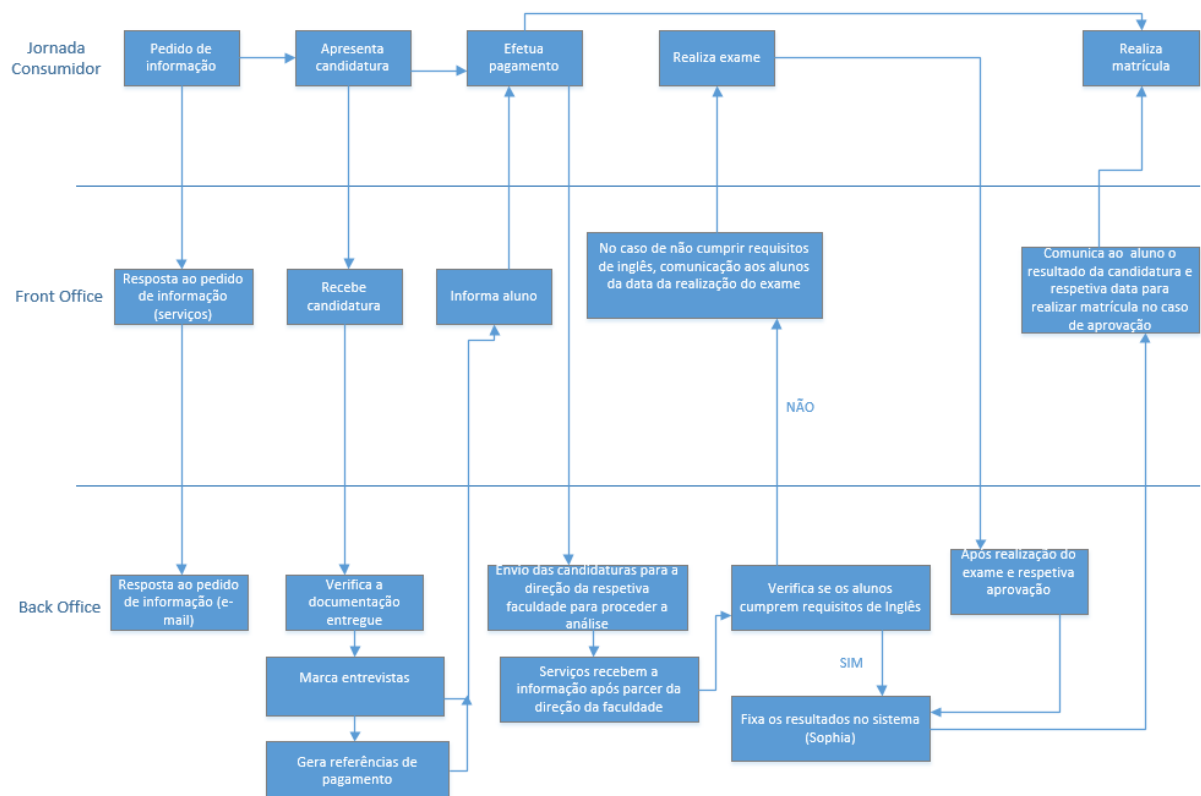 Jornada
Consumidor
Pedido de
informação
Apresenta
candidatura
Efetua
pagamento
Realiza exame
Realiza
matrícula
Front Office
Resposta ao pedido
de informação
(serviços)
Recebe
candidatura
Informa aluno
No caso de não cumprir requisitos
de inglês, comunicação aos alunos
da data da realização do exame
Comunica ao aluno o
resultado da candidatura e
respetiva data para
realizar matrícula no caso
de aprovação
NÃO
Back Office
Resposta ao pedido
de informação (e-
mail)
Verifica a
documentação
entregue
Envio das candidaturas para a
direção da respetiva
faculdade para proceder a
análise
Verifica se os alunos
cumprem requisitos de Inglês
Após realização do
exame e respetiva
aprovação
SIM
Marca entrevistas
Serviços recebem a
informação após parcer da
direção da faculdade
Fixa os resultados no sistema
(Sophia)
Gera referências de
pagamento